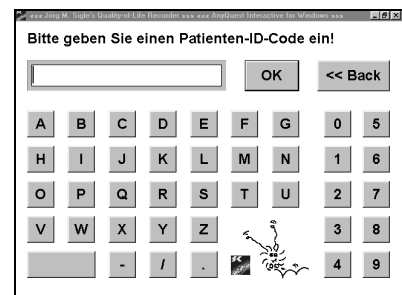 ««« Jörg M. Sigle's Quality-of-Life Recorder »»» ««« AnyQuest Interactive for Windows »»»
Bitte geben Sie einen Patienten-ID-Code ein!
OK << Back
A B C D E F G 0 5
H I J K L M N 1 6
O P Q R S T U 2 7
V W X Y Z 3 8
- / . 4 9